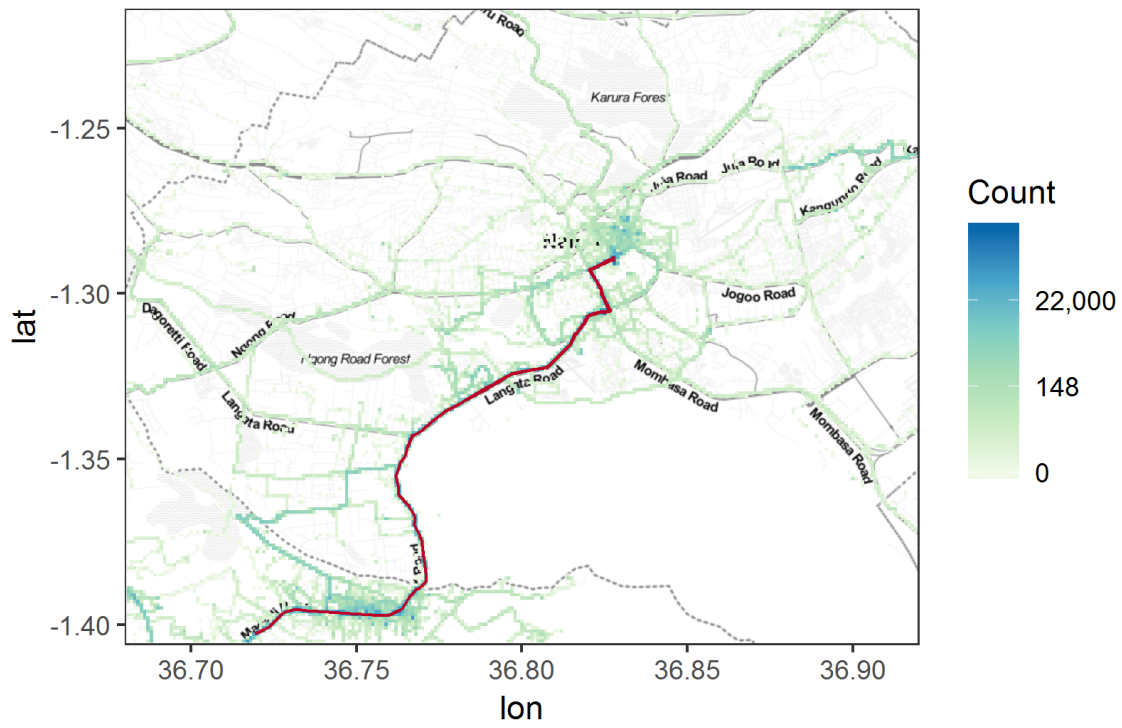 Karura Fores
Juja Road
Juja Road
Count
22,000
148
0
-1.25
-1.30
-1.35
-1.40
lat
Jogoo Road
Dagoretti Road
Ngong Road
Ngong Road Forest
Langata Road
Mombasa Road
Langata Road
Mombasa Road
36.70
36.75
36.80
36.85
36.90
lon